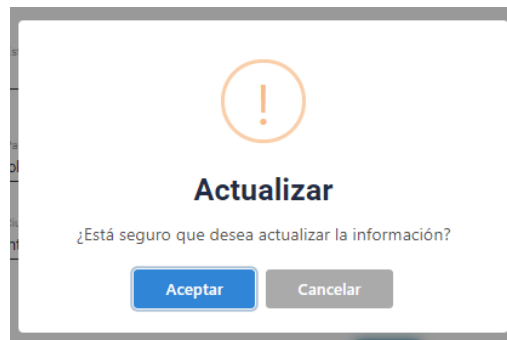 Actualizar
¿Está seguro que desea actualizar la información?
Aceptar
Cancelar